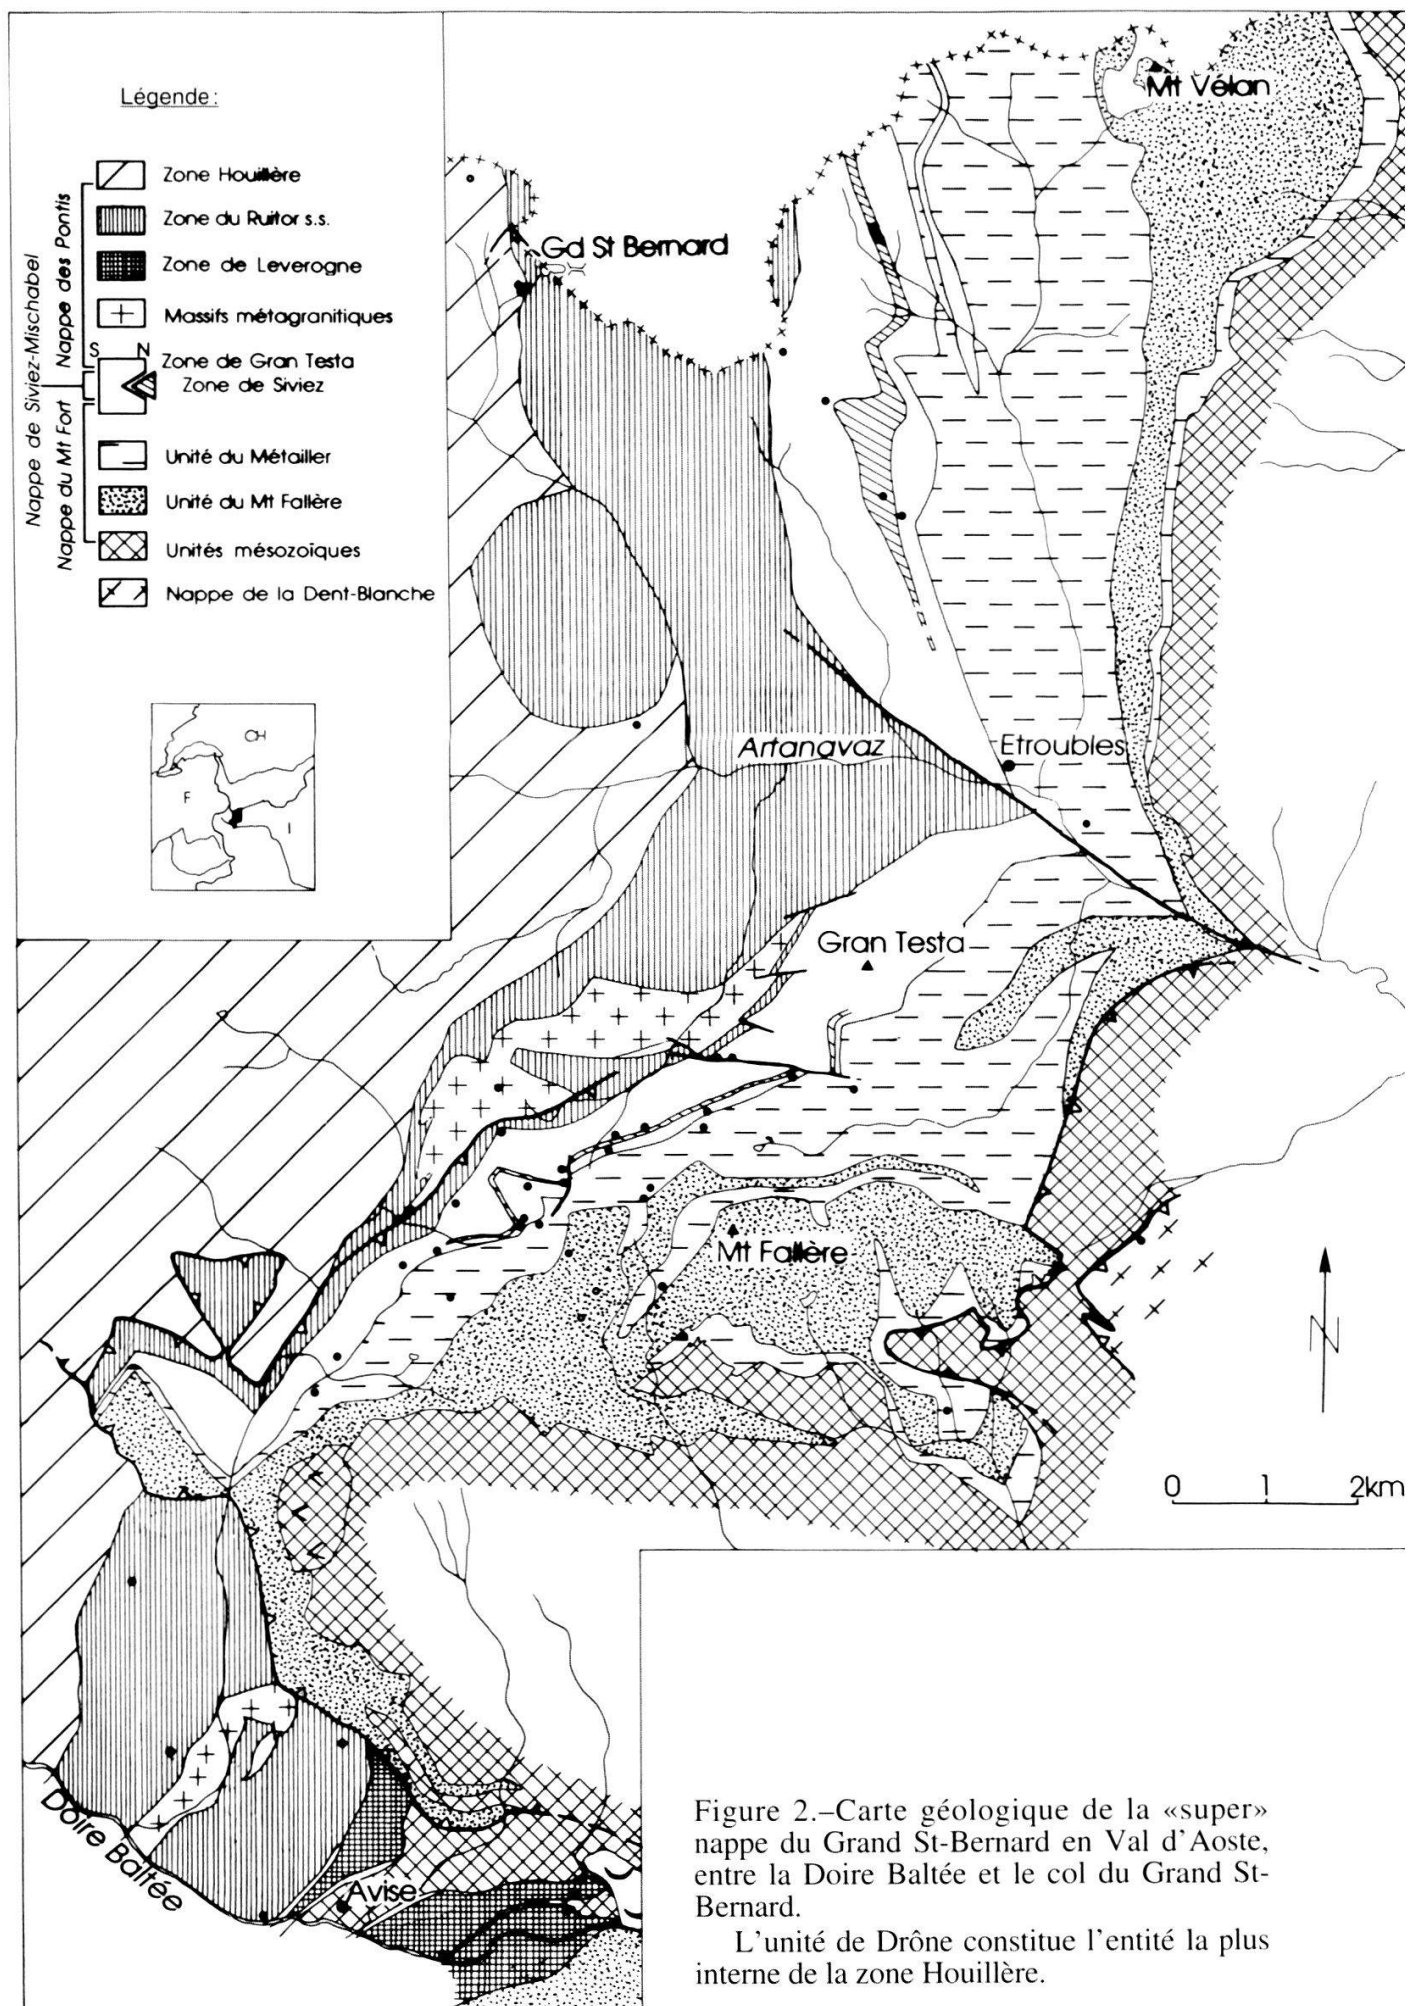 Légende:
Zone Houillère
Zone du Ruitor s.s.
Zone de Leverogne
Massifs métagranitiques
S N
Zone de Gran Testa
Zone de Siviez
Unité du Métailler
Unité du Mt Fallère
Unités mésozoïques
Nappe de la Dent-Blanche
Nappe de Siviez-Mischabel
Nappe des Pontis
Nappe du Mt Fort
CH
F
I
Mt Vélan
Gd St Bernard
Artanavaz
Etroubles
Gran Testa
Mt Fallère
N
0 1 2km
Doire Baltée
Avise
Figure 2.–Carte géologique de la «super»
nappe du Grand St-Bernard en Val d'Aoste,
entre la Doire Baltée et le col du Grand St-
Bernard.
L'unité de Drône constitue l'entité la plus
interne de la zone Houillère.